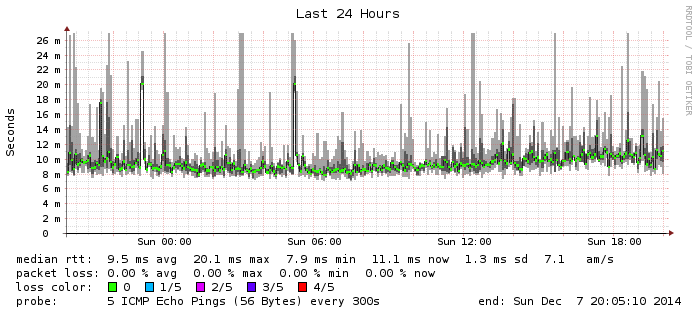 Last 24 Hours
RRDTOOL / TOBI OETIKER
Seconds
26 m
24 m
22 m
20 m
18 m
16 m
14 m
12 m
10 m
8 m
6 m
4 m
2 m
0
Sun 00:00 Sun 06:00 Sun 12:00 Sun 18:00
median rtt: 9.5 ms avg 20.1 ms max 7.9 ms min 11.1 ms now 1.3 ms sd 7.1 am/s
packet loss: 0.00 % avg 0.00 % max 0.00 % min 0.00 % now
loss color: 0 1/5 2/5 3/5 4/5
probe: 5 ICMP Echo Pings (56 Bytes) every 300s end: Sun Dec 7 20:05:10 2014